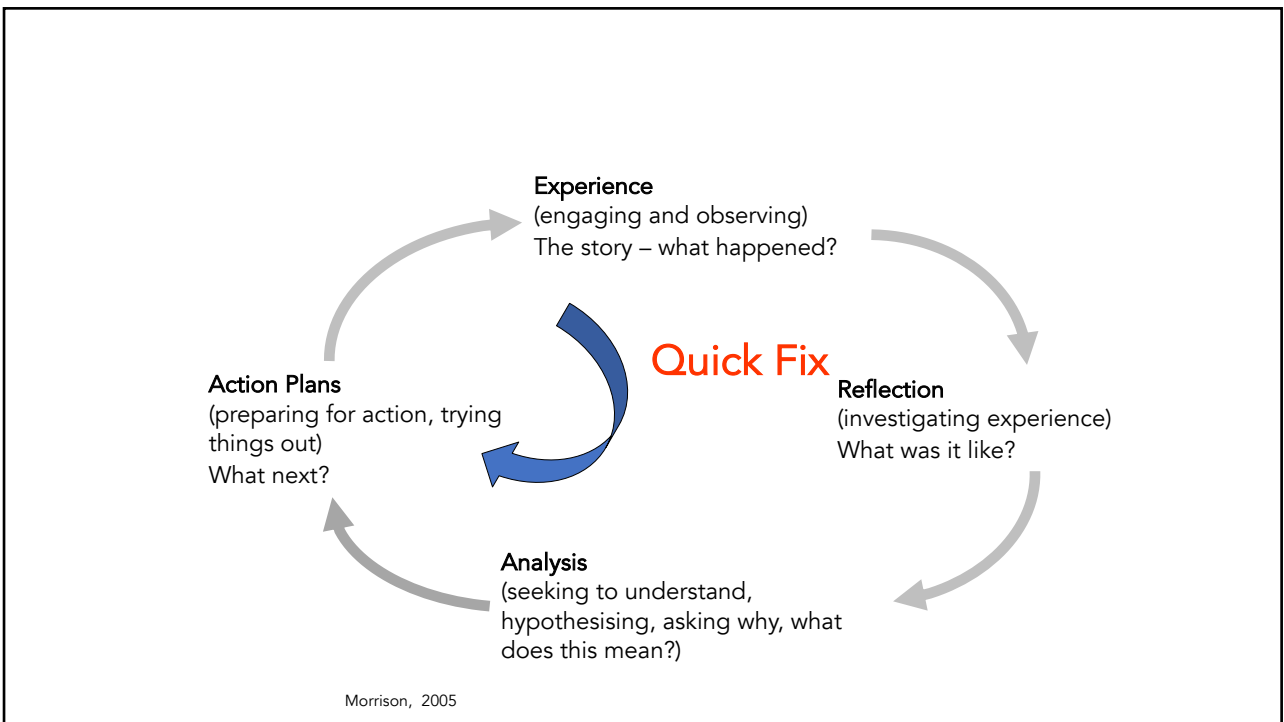 Experience
(engaging and observing)
The story – what happened?
Quick Fix
Reflection
(investigating experience)
What was it like?
Analysis
(seeking to understand,
hypothesising, asking why, what
does this mean?)
Action Plans
(preparing for action, trying
things out)
What next?
Morrison, 2005